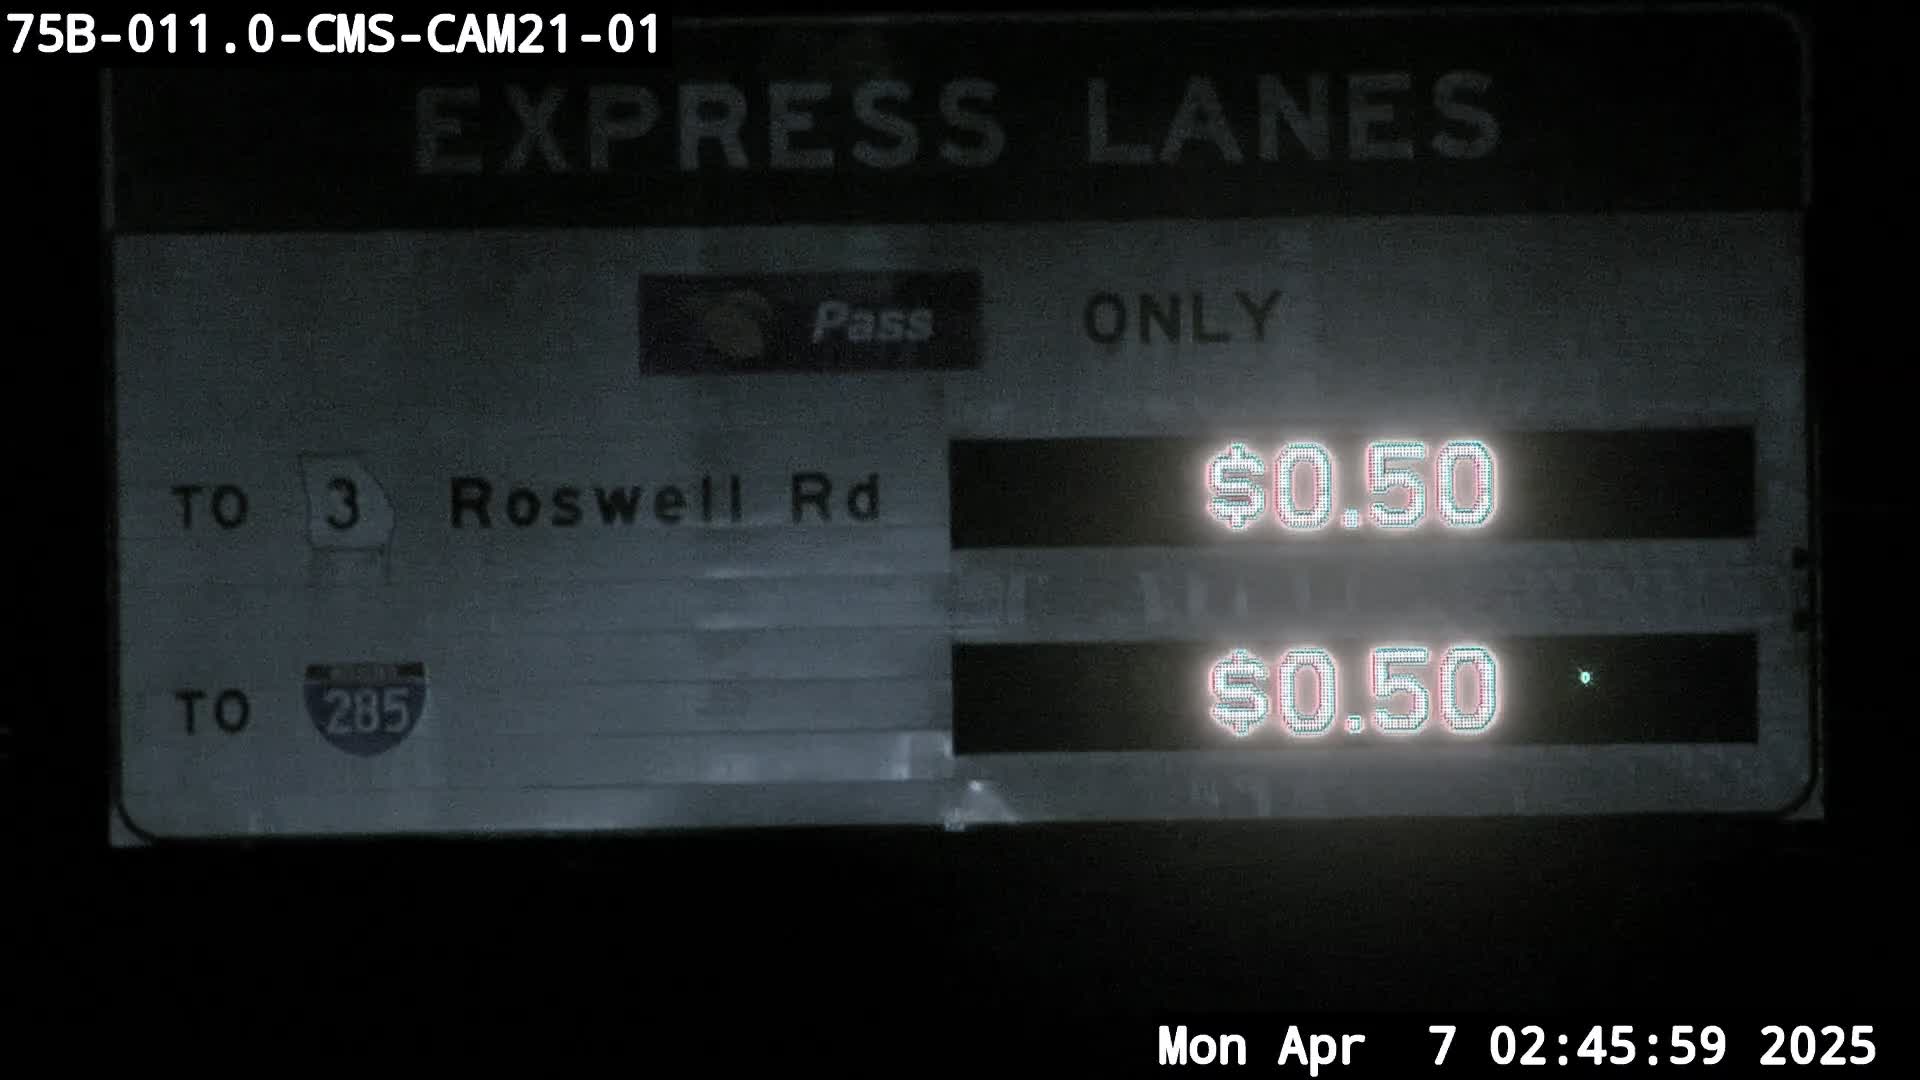 75B-011.0-CMS-CAM21-01
EXPRESS LANES
Pass ONLY
TO 3 Roswell Rd $0.50
TO 285 $0.50
Mon Apr 7 02:45:59 2025